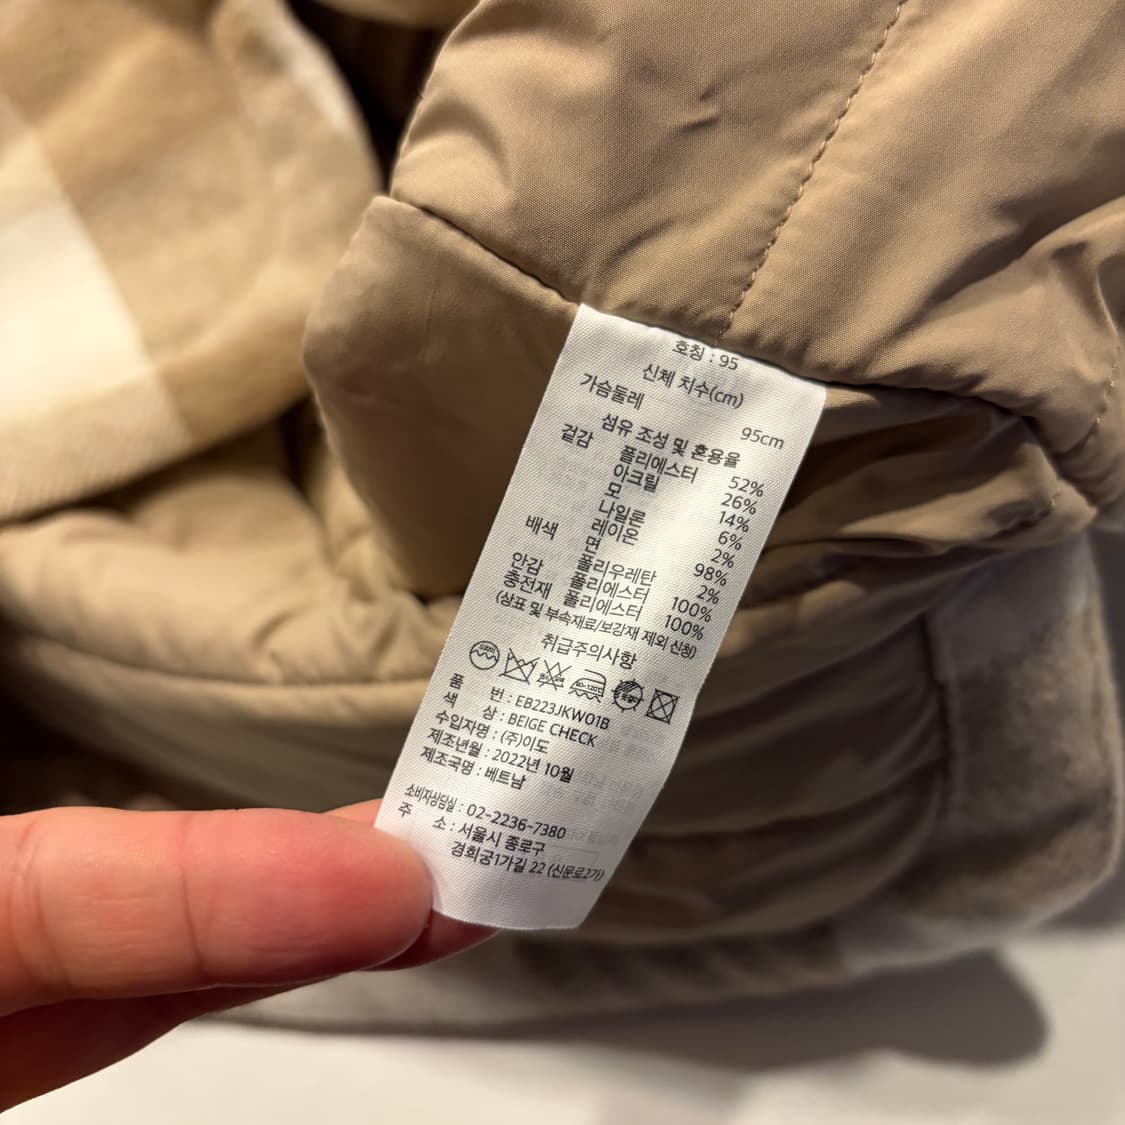 호칭 : 95
신체 치수(cm)
가슴둘레 95cm
섬유 조성 및 혼용율
겉감 폴리에스터 52%
아크릴 26%
모 14%
나일론 6%
레이온 2%
배색 면 98%
폴리우레탄 2%
안감 폴리에스터 100%
충전재 폴리에스터 100%
(상표 및 부속재료/보강재 제외 신청)
취급주의사항
80~120℃
품 번 : EB223JKW01B
색 상 : BEIGE CHECK
수입자명 : (주)이도
제조년월 : 2022년 10월
제조국명 : 베트남
소비자상담실 : 02-2236-7380
주 소 : 서울시 종로구
경희궁1가길 22 (신문로2가)